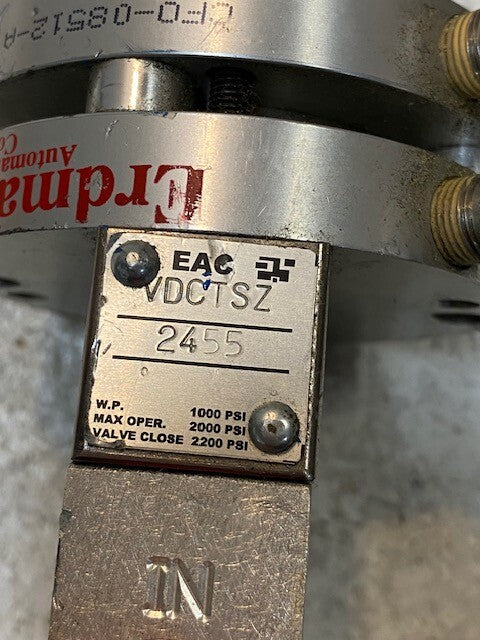 CFO-08512-A
Erdma
Automa
Co
EAC
VDCTSZ
2455
W.P. 1000 PSI
MAX OPER. 2000 PSI
VALVE CLOSE 2200 PSI
IN